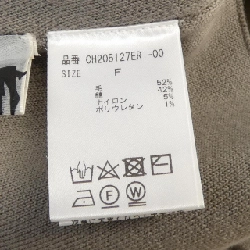 品番 CH205127ER -00
SIZE F
毛 52%
綿 42%
ナイロン 5%
ポリウレタン 1%